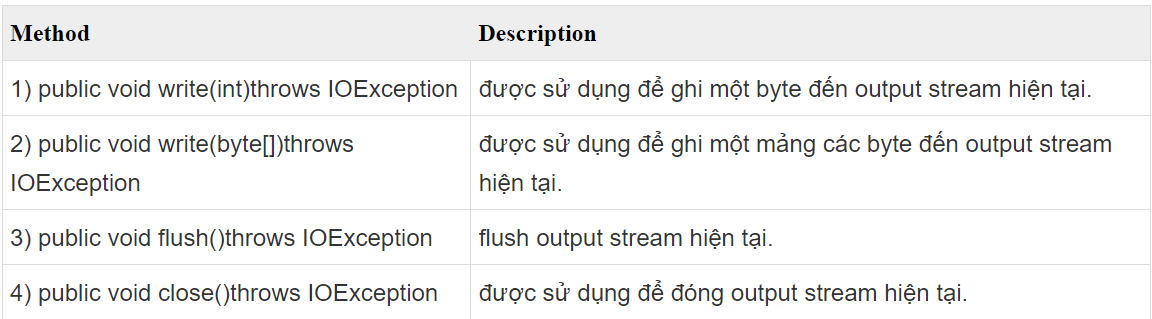 Method Description
1) public void write(int)throws IOException được sử dụng để ghi một byte đến output stream hiện tại.
2) public void write(byte[])throws
IOException
được sử dụng để ghi một mảng các byte đến output stream
hiện tại.
3) public void flush()throws IOException flush output stream hiện tại.
4) public void close()throws IOException được sử dụng để đóng output stream hiện tại.